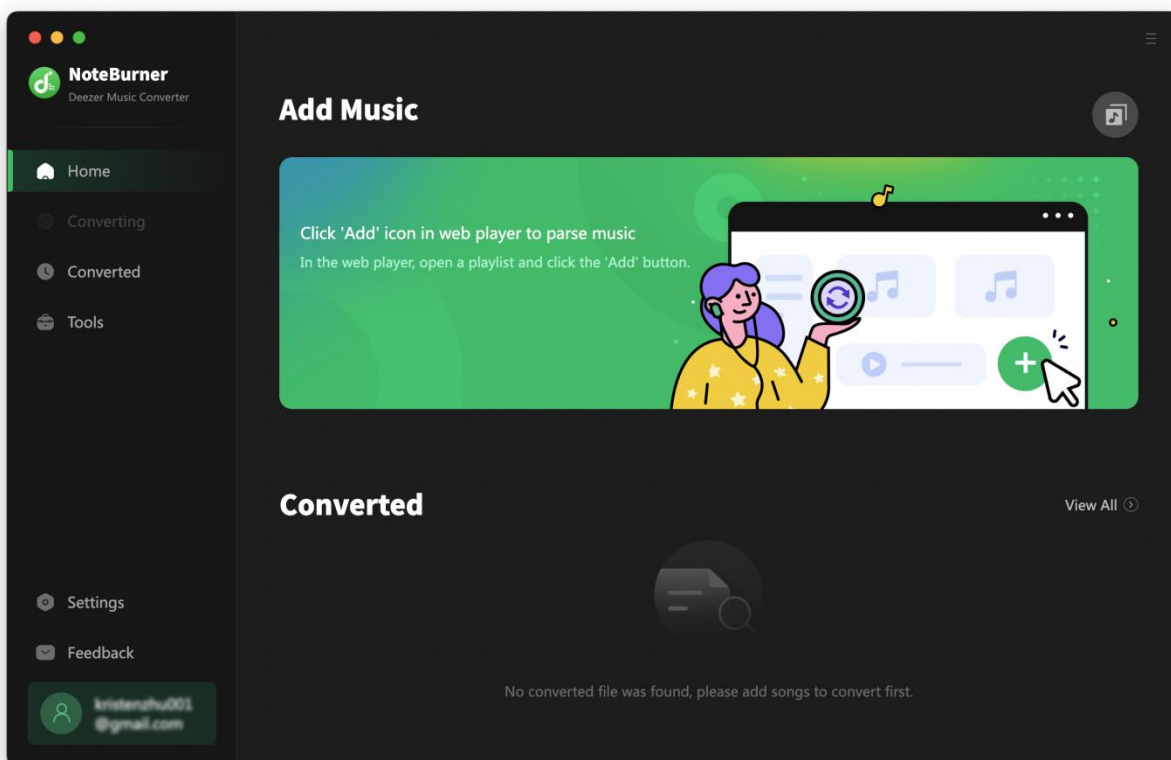 NoteBurner
Deezer Music Converter
Home
Converting
Converted
Tools
Settings
Feedback
Add Music
Click 'Add' icon in web player to parse music
In the web player, open a playlist and click the 'Add' button.
Converted
View All
No converted file was found, please add songs to convert first.